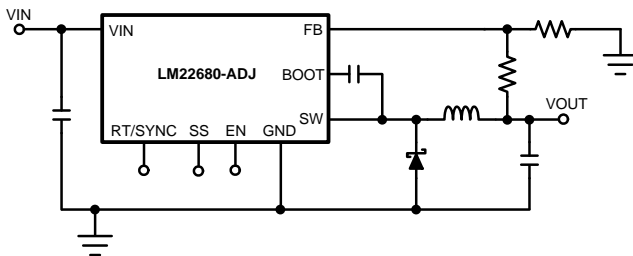 VIN
VIN
FB
LM22680-ADJ
BOOT
SW
VOUT
RT/SYNC SS EN GND